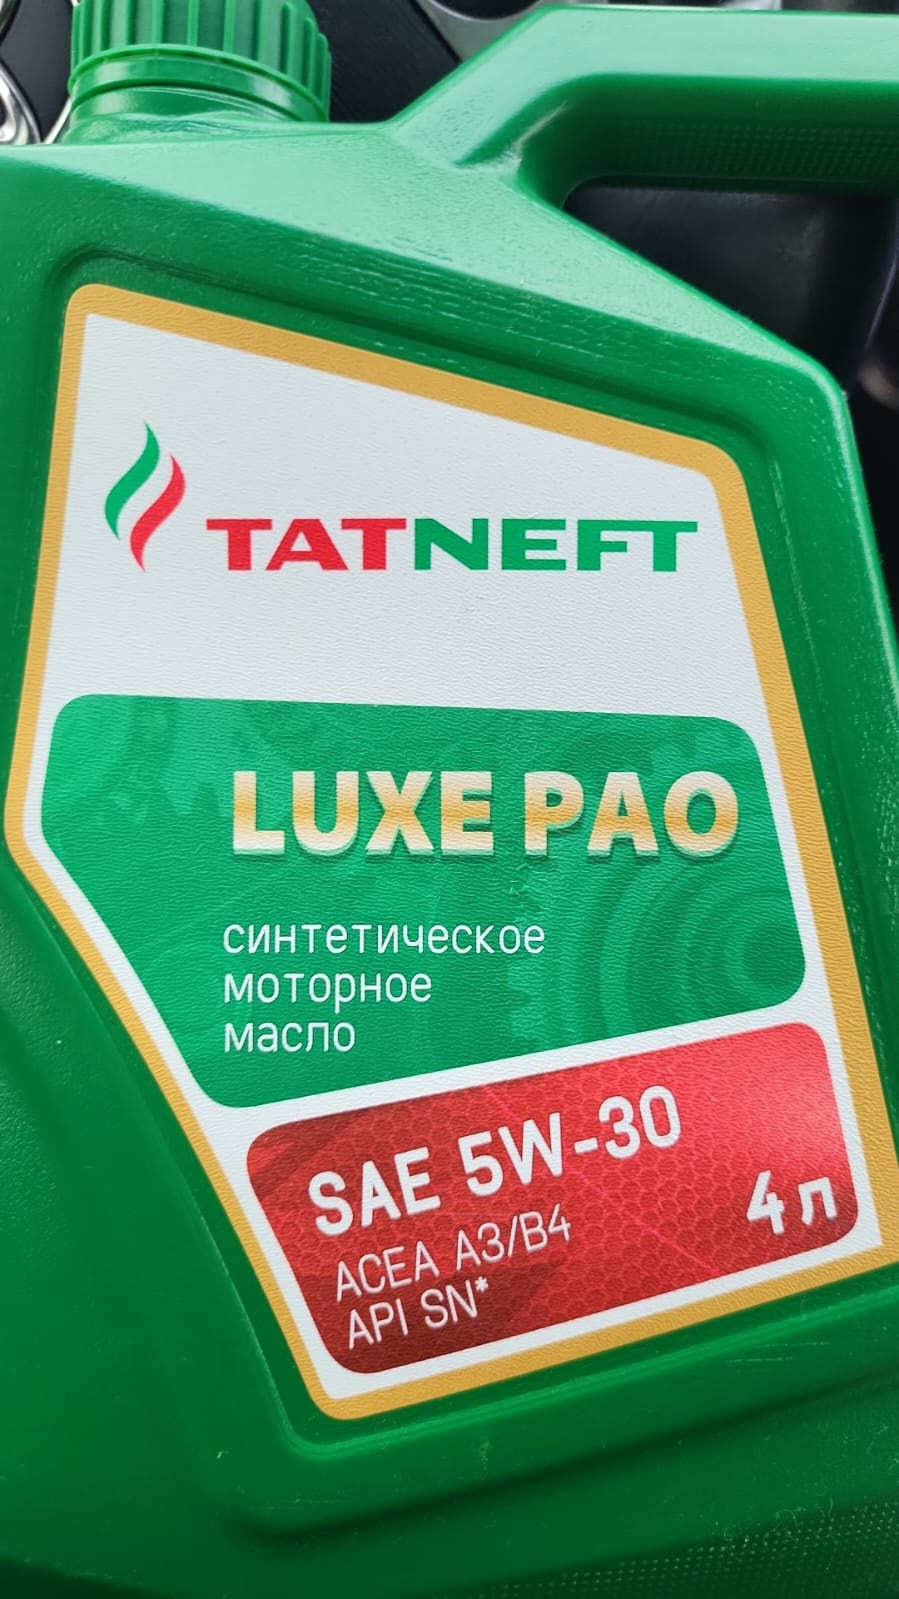 TATNEFT
LUXE PAO
синтетическое
моторное
масло
SAE 5W-30
ACEA A3/B4
API SN*
4 л